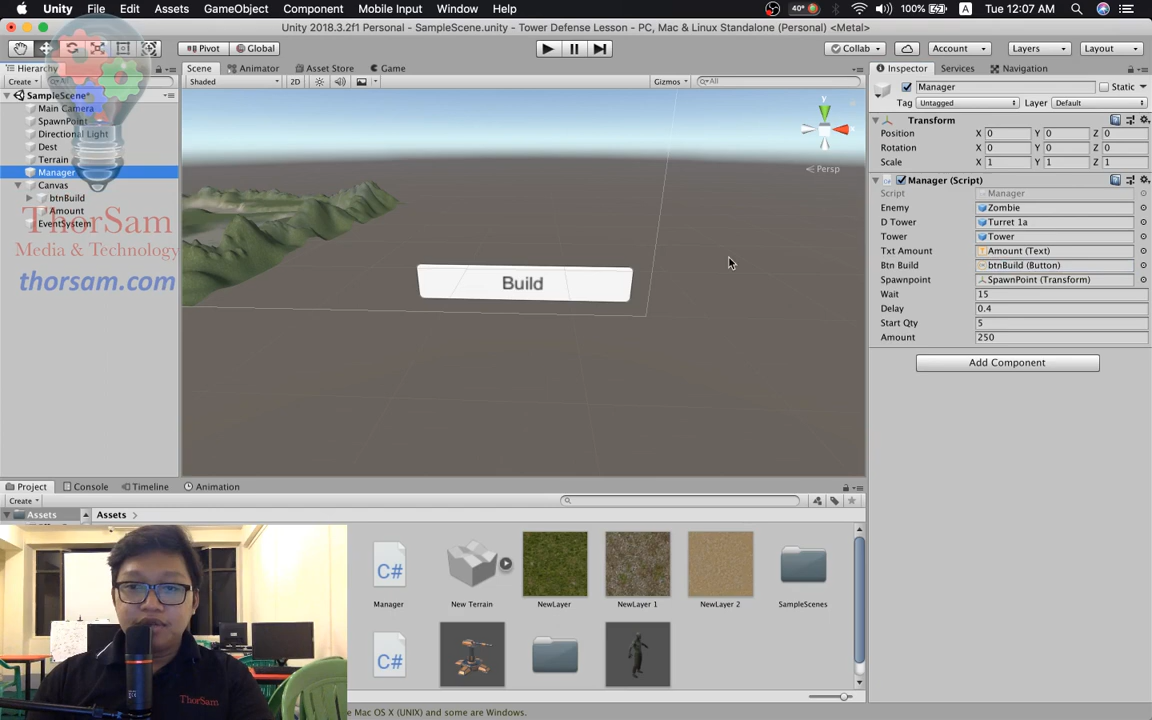 Unity File Edit Assets GameObject Component Mobile Input Window Help 40° 100% A Tue 12:07 AM
Unity 2018.3.2f1 Personal - SampleScene.unity - Tower Defense Lesson - PC, Mac & Linux Standalone (Personal) <Metal>
Pivot Global Collab Account Layers Layout
Hierarchy
Create All
SampleScene*
Main Camera
SpawnPoint
Directional Light
Dest
Terrain
Manager
Canvas
btnBuild
Amount
EventSystem
ThorSam
Media & Technology
thorsam.com
Scene Animator Asset Store Game
Shaded 2D Gizmos All
y
Persp
Build
Inspector Services Navigation
Manager Static
Tag Untagged Layer Default
Transform
Position X 0 Y 0 Z 0
Rotation X 0 Y 0 Z 0
Scale X 1 Y 1 Z 1
Manager (Script)
Script Manager
Enemy Zombie
D Tower Turret 1a
Tower Tower
Txt Amount Amount (Text)
Btn Build btnBuild (Button)
Spawnpoint SpawnPoint (Transform)
Wait 15
Delay 0.4
Start Qty 5
Amount 250
Add Component
Project Console Timeline Animation
Create
Assets Assets
C#
Manager New Terrain NewLayer NewLayer 1 NewLayer 2 SampleScenes
C#
ThorSam
e Mac OS X (UNIX) and some are Windows.